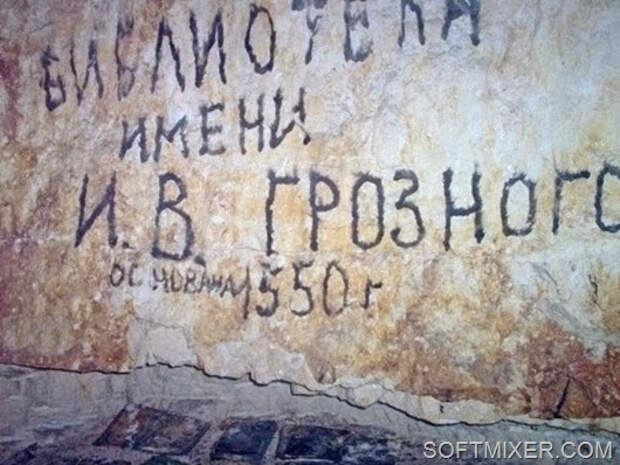 БИБЛИОТЕКА
ИМЕНИ
И.В. ГРОЗНОГО
ОСНОВАНА 1550 г
SOFTMIXER.COM